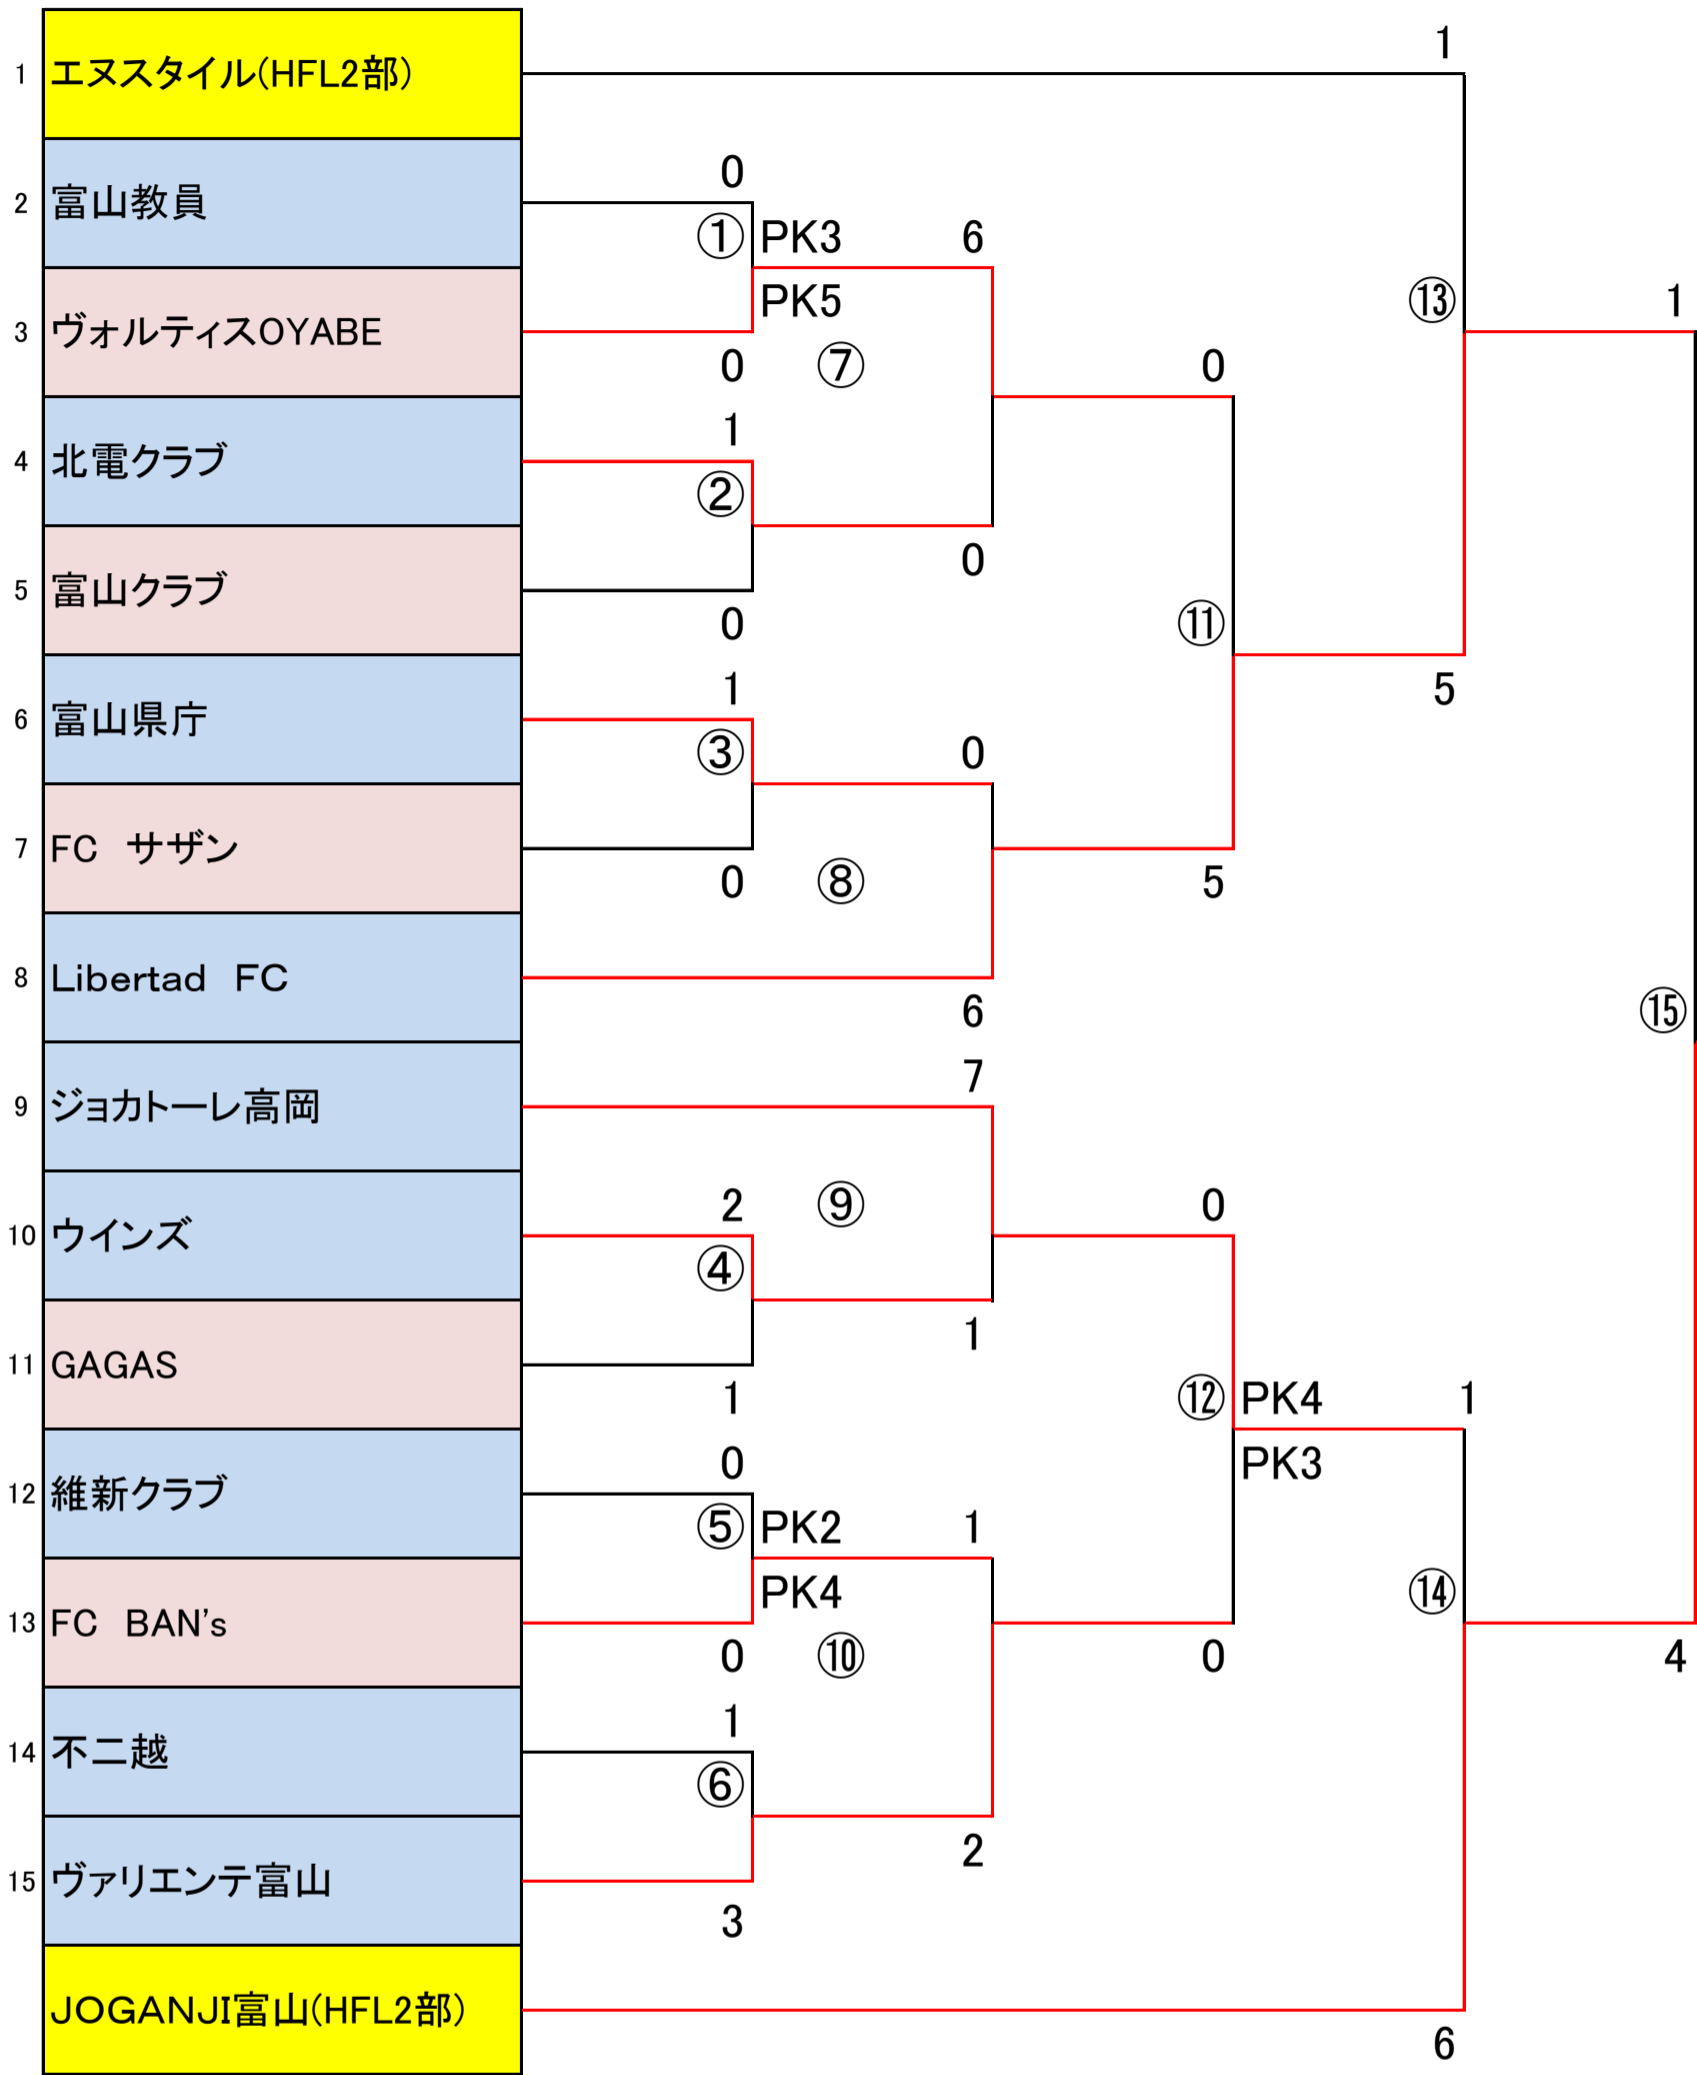 1 エヌスタイル(HFL2部) 1
2 富山教員 0
① PK3 6
PK5
⑬ 1
3 ヴォルティスOYABE
0 ⑦ 0
1
4 北電クラブ
②
0
5 富山クラブ
0 ⑪
1 5
6 富山県庁
③ 0
7 FC サザン
0 ⑧ 5
8 Libertad FC
6 ⑮
7
9 ジョカトーレ高岡
2 ⑨ 0
10 ウインズ
④
1
11 GAGAS
1 ⑫ PK4 1
0 PK3
12 維新クラブ
⑤ PK2 1
PK4 ⑭
13 FC BAN's
0 ⑩ 0 4
1
14 不二越
⑥
2
15 ヴァリエンテ富山
3
JOGANJI富山(HFL2部)
6